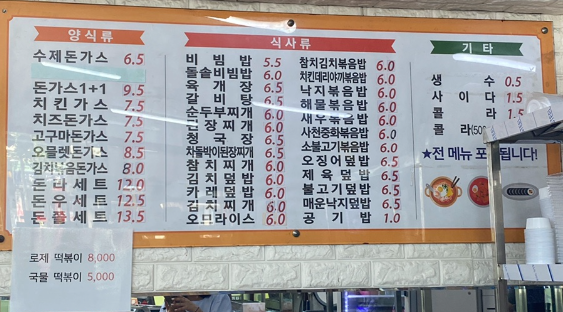 양식류
수제돈가스 6.5
돈가스1+1 9.5
치킨가스 7.5
치즈돈가스 7.5
고구마돈가스 7.5
오믈렛돈가스 8.5
김치볶음돈가스 8.0
돈라세트 12.0
돈우세트 12.5
돈쫄세트 13.5
로제 떡볶이 8,000
국물 떡볶이 5,000
식사류
비빔밥 5.5
돌솥비빔밥 6.0
육개장 6.5
갈비탕 6.5
순두부찌개 6.0
된장찌개 6.0
청국장 6.5
차돌박이된장찌개 6.5
참치찌개 6.0
김치덮밥 6.0
카레덮밥 6.0
김치찌개 6.0
오므라이스 6.0
참치김치볶음밥 6.0
치킨데리야끼볶음밥 6.0
낙지볶음밥 6.0
해물볶음밥 6.0
새우볶음밥 6.0
사천중화볶음밥 6.0
소불고기볶음밥 6.0
오징어덮밥 6.5
제육덮밥 6.5
불고기덮밥 6.5
매운낙지덮밥 6.5
공기밥 1.0
기타
생수 0.5
사이다 1.5
콜라 1.5
콜라(50
★전 메뉴 포 됩니다!